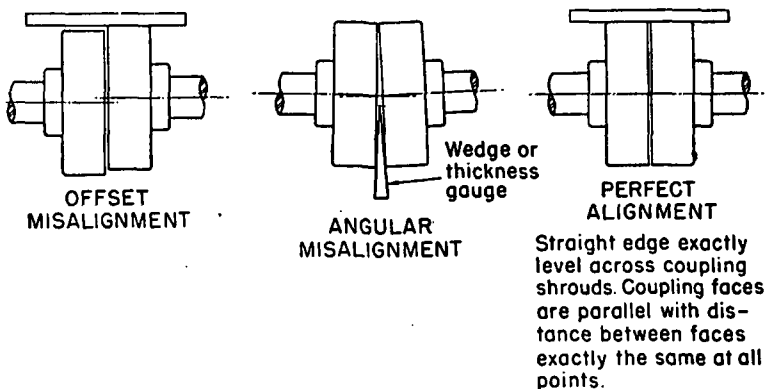 OFFSET
MISALIGNMENT
Wedge or
thickness
gauge
ANGULAR
MISALIGNMENT
PERFECT
ALIGNMENT
Straight edge exactly
level across coupling
shrouds. Coupling faces
are parallel with dis-
tance between faces
exactly the same at all
points.